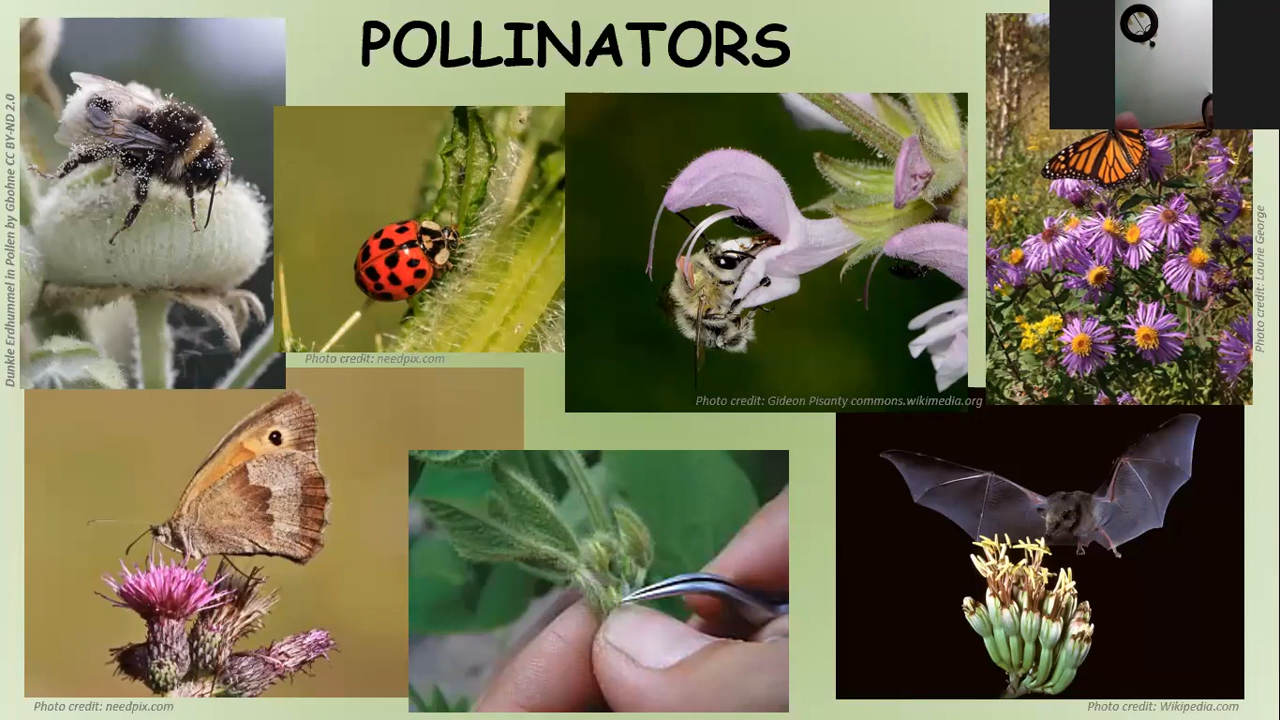 POLLINATORS
Dunkle Erdhummel in Pollen by Gbohne CC BY-ND 2.0
Photo credit: needpix.com
Photo credit: Gideon Pisanty commons.wikimedia.org
Photo credit: Laurie George
Photo credit: needpix.com
Photo credit: Wikipedia.com